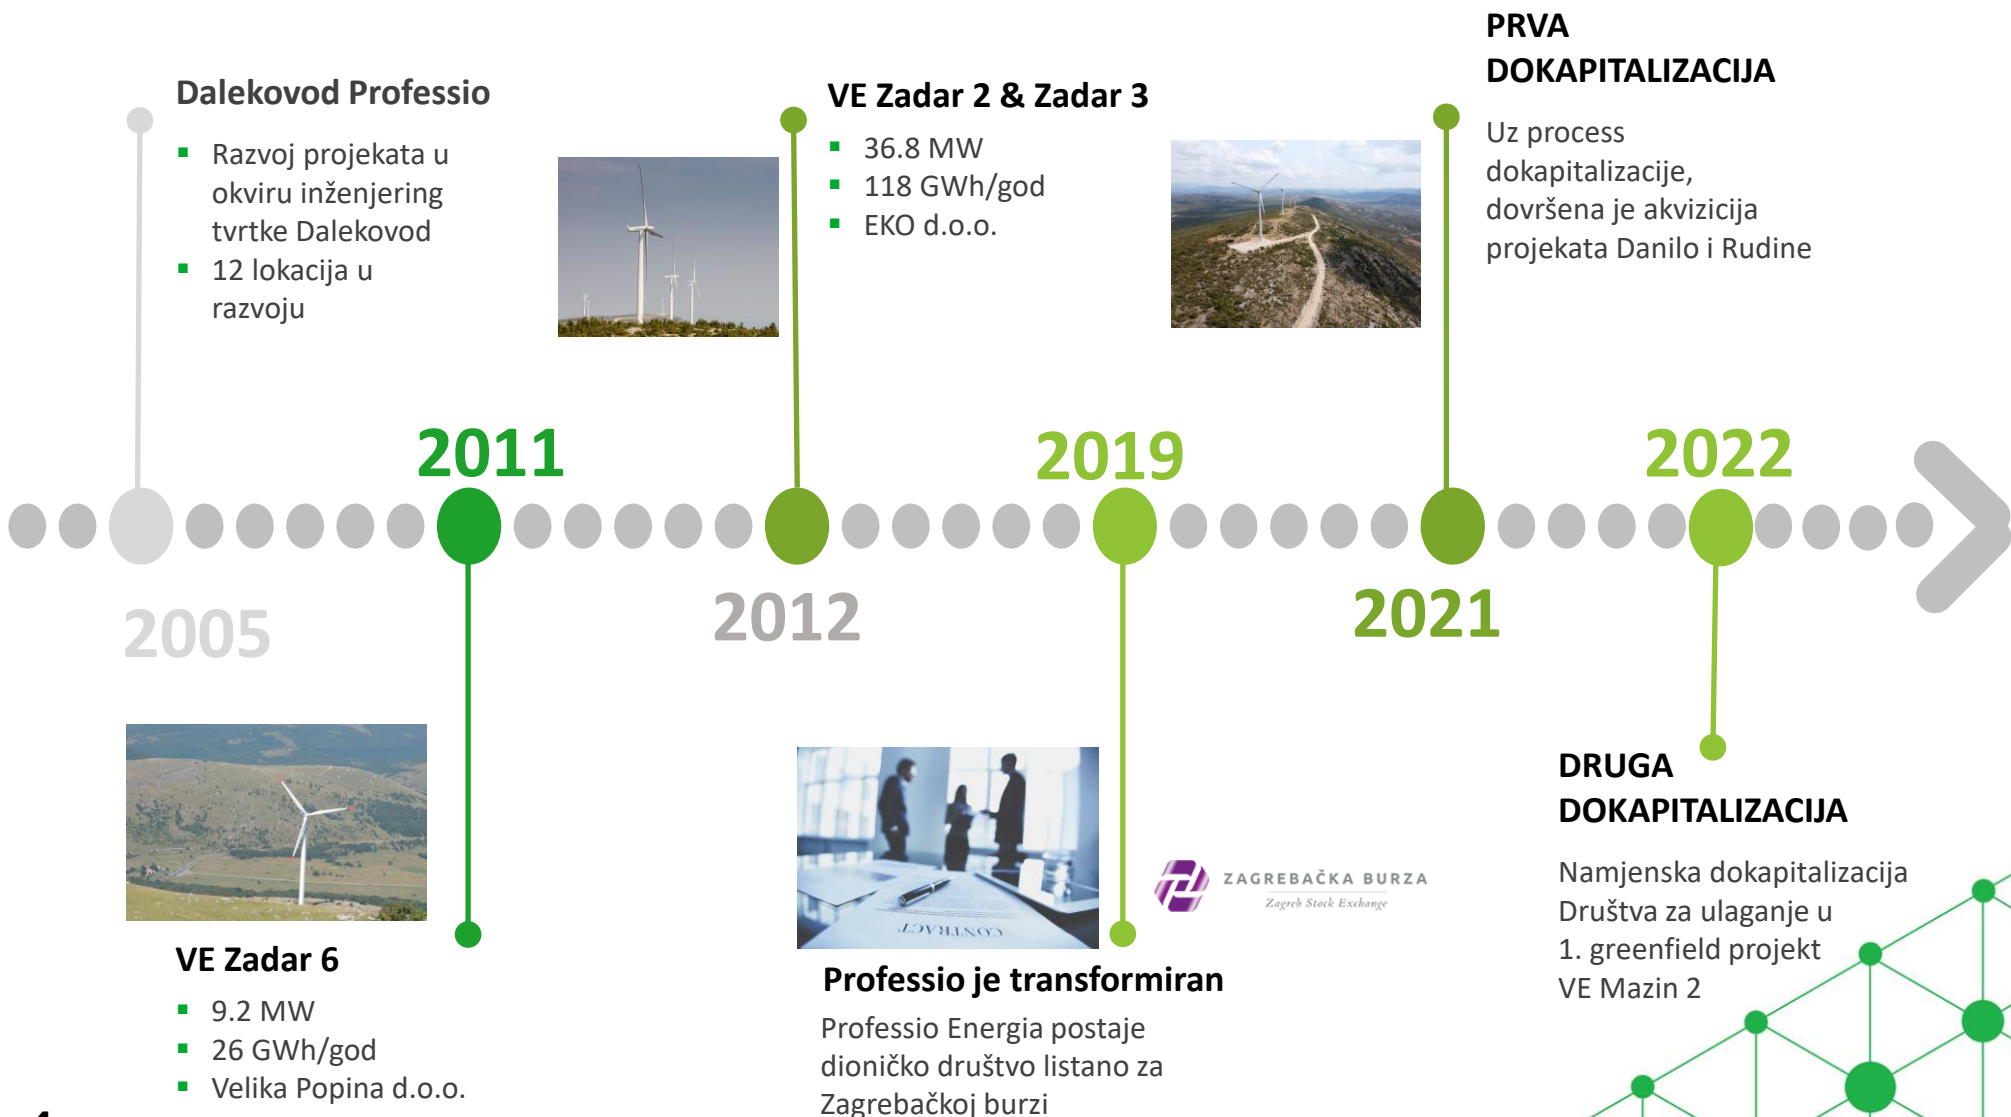 Dalekovod Professio
Razvoj projekata u
okviru inženjering
tvrtke Dalekovod
12 lokacija u
razvoju
2005
2011
VE Zadar 6
9.2 MW
26 GWh/god
Velika Popina d.o.o.
VE Zadar 2 & Zadar 3
36.8 MW
118 GWh/god
EKO d.o.o.
2012
2019
CONTRACT
ZAGREBAČKA BURZA
Zagreb Stock Exchange
Professio je transformiran
Professio Energia postaje
dioničko društvo listano za
Zagrebačkoj burzi
PRVA
DOKAPITALIZACIJA
Uz process
dokapitalizacije,
dovršena je akvizicija
projekata Danilo i Rudine
2021
2022
DRUGA
DOKAPITALIZACIJA
Namjenska dokapitalizacija
Društva za ulaganje u
1. greenfield projekt
VE Mazin 2